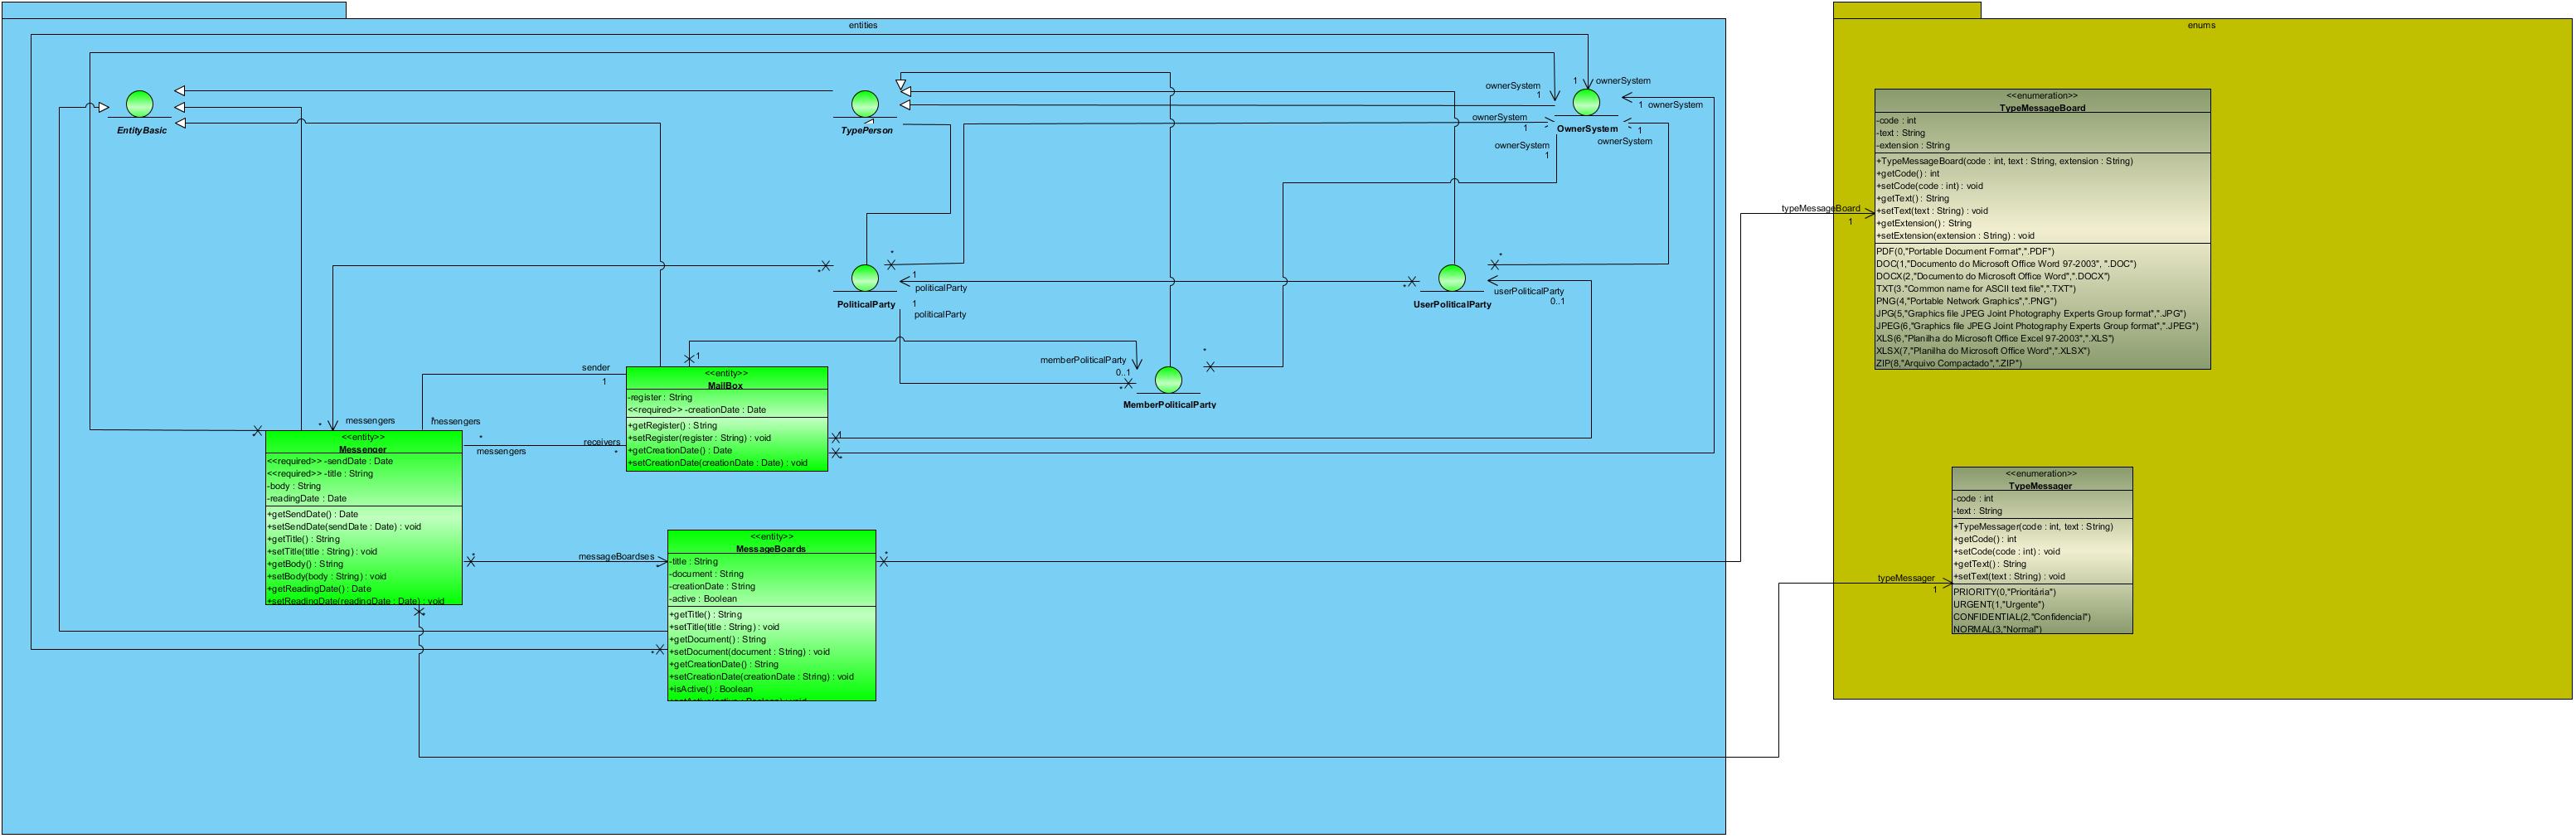 entities
enums
ownerSystem
1
1
ownerSystem
1
ownerSystem
ownerSystem
1
1
ownerSystem
ownerSystem
1
EntityBasic
TypePerson
OwnerSystem
<<enumeration>>
TypeMessageBoard
-code : int
-text : String
-extension : String
+TypeMessageBoard(code : int, text : String, extension : String)
+getCode() : int
+setCode(code : int) : void
+getText() : String
+setText(text : String) : void
+getExtension() : String
+setExtension(extension : String) : void
PDF(0,"Portable Document Format",".PDF")
DOC(1,"Documento do Microsoft Office Word 97-2003", ".DOC")
DOCX(2,"Documento do Microsoft Office Word",".DOCX")
TXT(3."Common name for ASCII text file",".TXT")
PNG(4,"Portable Network Graphics",".PNG")
JPG(5,"Graphics file JPEG Joint Photography Experts Group format",".JPG")
JPEG(6,"Graphics file JPEG Joint Photography Experts Group format",".JPEG")
XLS(6,"Planilha do Microsoft Office Excel 97-2003",".XLS")
XLSX(7,"Planilha do Microsoft Office Word",".XLSX")
ZIP(8,"Arquivo Compactado",".ZIP")
typeMessageBoard
1
*
*
*
1
politicalParty
PoliticalParty
1
politicalParty
*
*
userPoliticalParty
0..1
UserPoliticalParty
1
memberPoliticalParty
0..1
*
*
MemberPoliticalParty
sender
1
<<entity>>
MailBox
-register : String
<<required>> -creationDate : Date
+getRegister() : String
+setRegister(register : String) : void
+getCreationDate() : Date
+setCreationDate(creationDate : Date) : void
1
*
*
messengers
*
messengers
*
messengers
receivers
*
*
<<entity>>
Messenger
<<required>> -sendDate : Date
<<required>> -title : String
-body : String
-readingDate : Date
+getSendDate() : Date
+setSendDate(sendDate : Date) : void
+getTitle() : String
+setTitle(title : String) : void
+getBody() : String
+setBody(body : String) : void
+getReadingDate() : Date
+setReadingDate(readingDate : Date) : void
*
messageBoardses
*
*
<<entity>>
MessageBoards
-title : String
-document : String
-creationDate : String
-active : Boolean
+getTitle() : String
+setTitle(title : String) : void
+getDocument() : String
+setDocument(document : String) : void
+getCreationDate() : String
+setCreationDate(creationDate : String) : void
+isActive() : Boolean
+setActive(active : Boolean) : void
*
*
typeMessager
1
<<enumeration>>
TypeMessager
-code : int
-text : String
+TypeMessager(code : int, text : String)
+getCode() : int
+setCode(code : int) : void
+getText() : String
+setText(text : String) : void
PRIORITY(0,"Prioritária")
URGENT(1,"Urgente")
CONFIDENTIAL(2,"Confidencial")
NORMAL(3,"Normal")